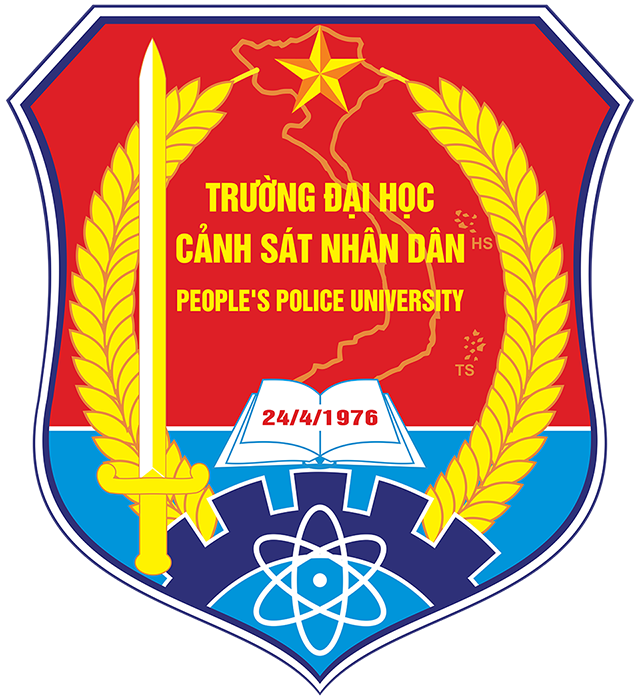 TRƯỜNG ĐẠI HỌC
CẢNH SÁT NHÂN DÂN
PEOPLE'S POLICE UNIVERSITY
HS
TS
24/4/1976